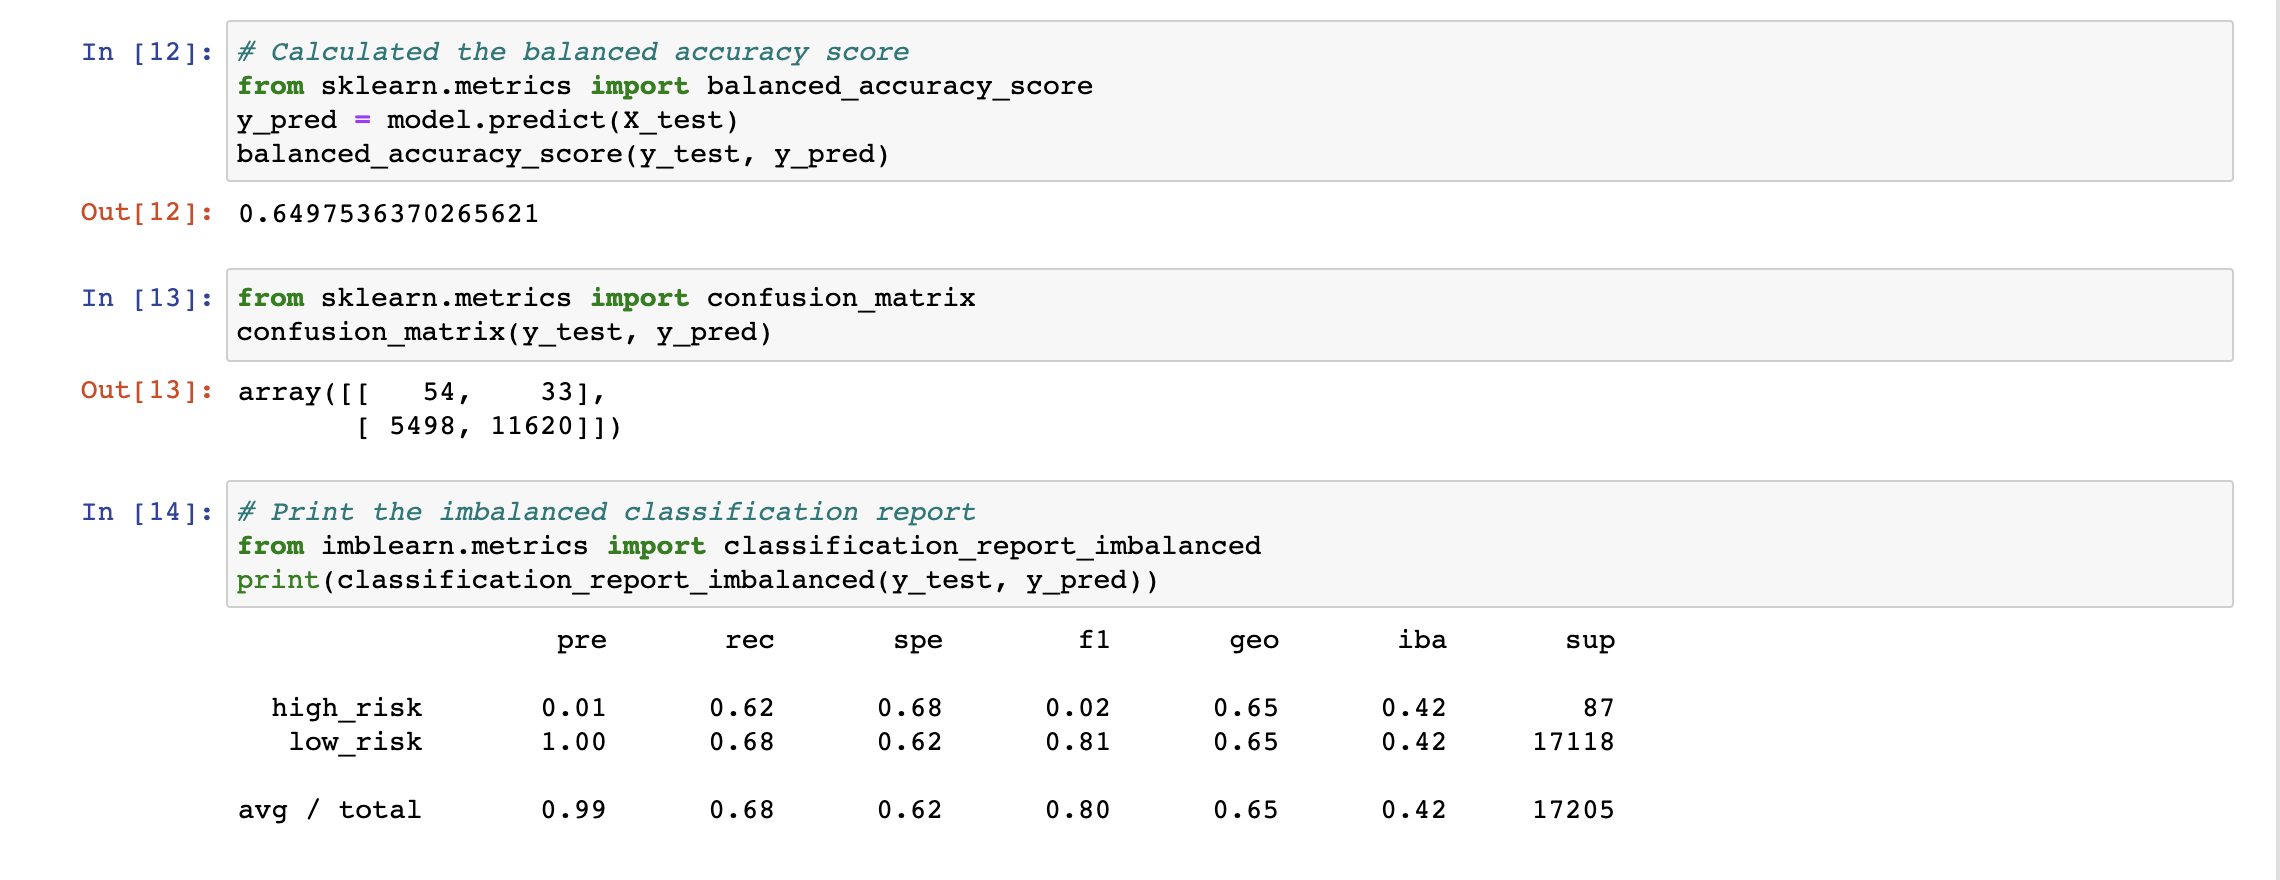 In [12]: # Calculated the balanced accuracy score
from sklearn.metrics import balanced_accuracy_score
y_pred = model.predict(X_test)
balanced_accuracy_score(y_test, y_pred)
Out[12]: 0.6497536370265621
In [13]: from sklearn.metrics import confusion_matrix
confusion_matrix(y_test, y_pred)
Out[13]: array([[   54,    33],
       [ 5498, 11620]])
In [14]: # Print the imbalanced classification report
from imblearn.metrics import classification_report_imbalanced
print(classification_report_imbalanced(y_test, y_pred))
                   pre       rec       spe        f1       geo       iba       sup
  high_risk       0.01      0.62      0.68      0.02      0.65      0.42        87
   low_risk       1.00      0.68      0.62      0.81      0.65      0.42     17118
avg / total       0.99      0.68      0.62      0.80      0.65      0.42     17205